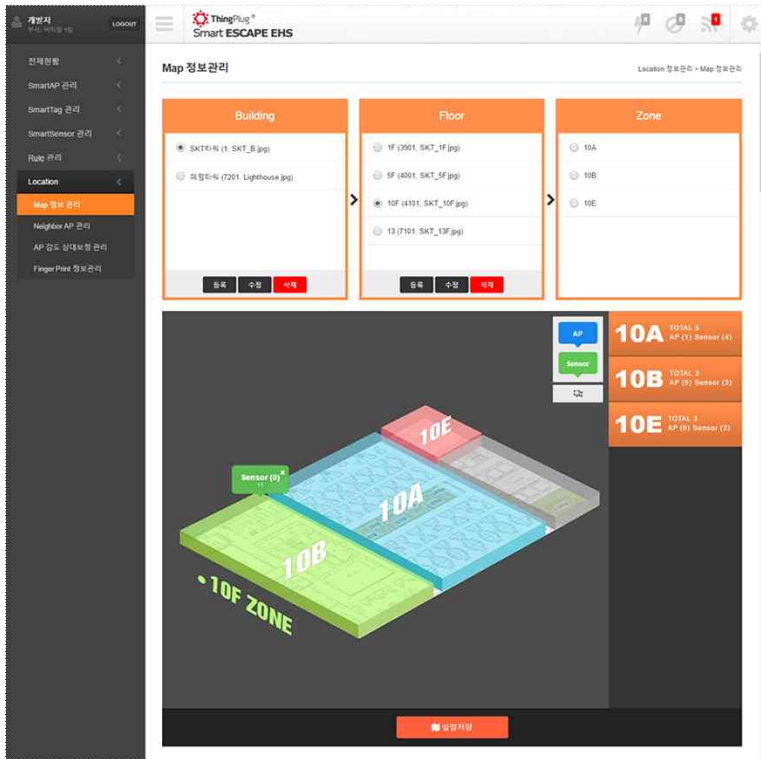 개발자
LOGOUT
ThingPlug
Smart ESCAPE EHS
0
0
1
전체현황
SmartAP 관리
SmartTag 관리
SmartSensor 관리
Rule 관리
Location
Map 정보 관리
Neighbor AP 관리
AP 감도 상대보정 관리
Finger Print 정보관리
Map 정보관리
Location 정보관리 > Map 정보관리
Building
SKT타워 (1, SKT_B.jpg)
(7201, Lighthouse.jpg)
등록 수정 삭제
Floor
1F (3901, SKT_1F.jpg)
5F (4001, SKT_5F.jpg)
10F (4101, SKT_10F.jpg)
13 (7101, SKT_13F.jpg)
등록 수정 삭제
Zone
10A
10B
10E
AP
Sensor
10A TOTAL 5
AP (1) Sensor (4)
10B TOTAL 3
AP (0) Sensor (3)
10E TOTAL 3
AP (0) Sensor (3)
10E
Sensor (0) x
11
10A
10B
• 10F ZONE
설정저장